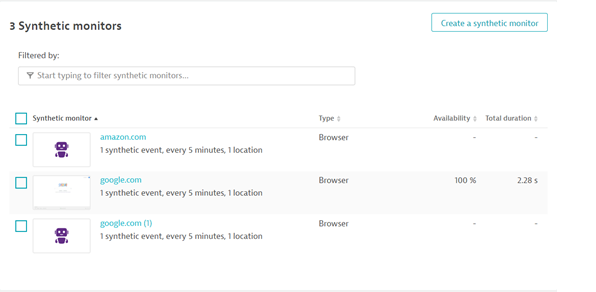 3 Synthetic monitors
Create a synthetic monitor
Filtered by:
Start typing to filter synthetic monitors...
Synthetic monitor Type Availability Total duration
amazon.com Browser - -
1 synthetic event, every 5 minutes, 1 location
google.com Browser 100 % 2.28 s
1 synthetic event, every 5 minutes, 1 location
google.com (1) Browser - -
1 synthetic event, every 5 minutes, 1 location